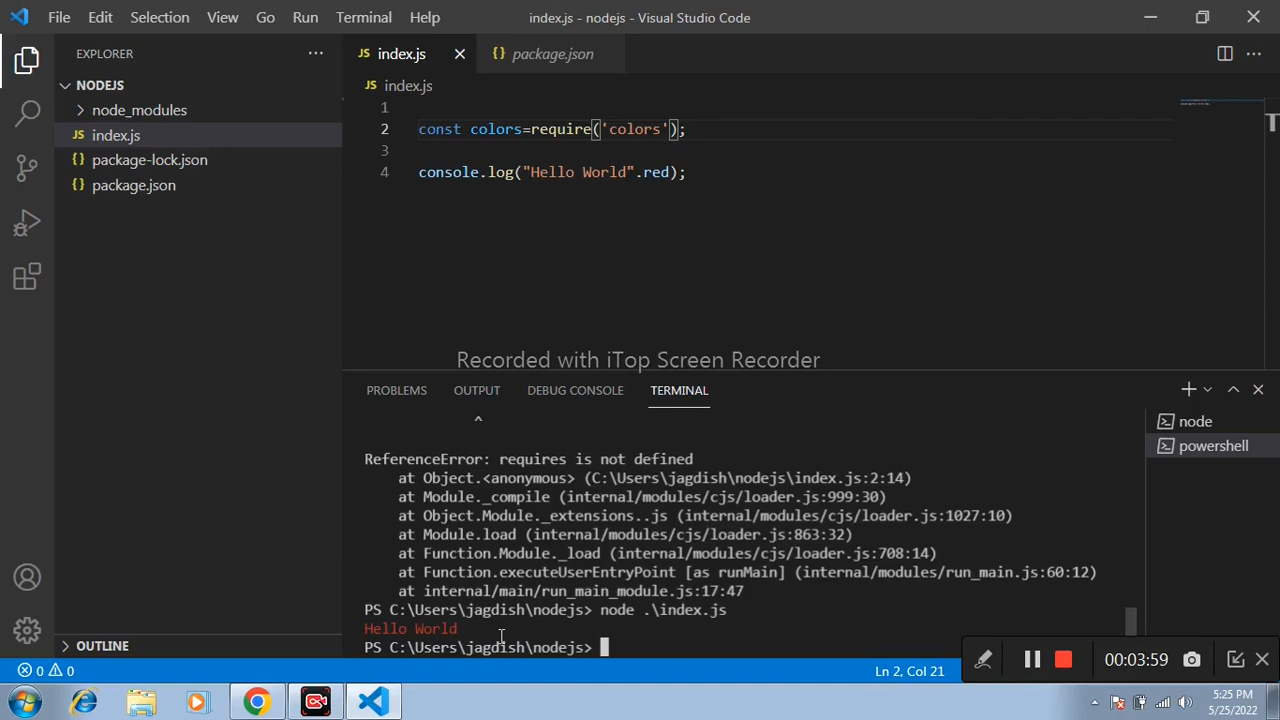 File Edit Selection View Go Run Terminal Help
index.js - nodejs - Visual Studio Code
EXPLORER
NODEJS
node_modules
JS index.js
{} package-lock.json
{} package.json
OUTLINE
JS index.js
{} package.json
JS index.js
1
2 const colors=require('colors');
3
4 console.log("Hello World".red);
Recorded with iTop Screen Recorder
PROBLEMS OUTPUT DEBUG CONSOLE TERMINAL
^
ReferenceError: requires is not defined
at Object.<anonymous> (C:\Users\jagdish\nodejs\index.js:2:14)
at Module._compile (internal/modules/cjs/loader.js:999:30)
at Object.Module._extensions..js (internal/modules/cjs/loader.js:1027:10)
at Module.load (internal/modules/cjs/loader.js:863:32)
at Function.Module._load (internal/modules/cjs/loader.js:708:14)
at Function.executeUserEntryPoint [as runMain] (internal/modules/run_main.js:60:12)
at internal/main/run_main_module.js:17:47
PS C:\Users\jagdish\nodejs> node .\index.js
Hello World
PS C:\Users\jagdish\nodejs>
node
powershell
0 0
Ln 2, Col 21
00:03:59
5:25 PM
5/25/2022